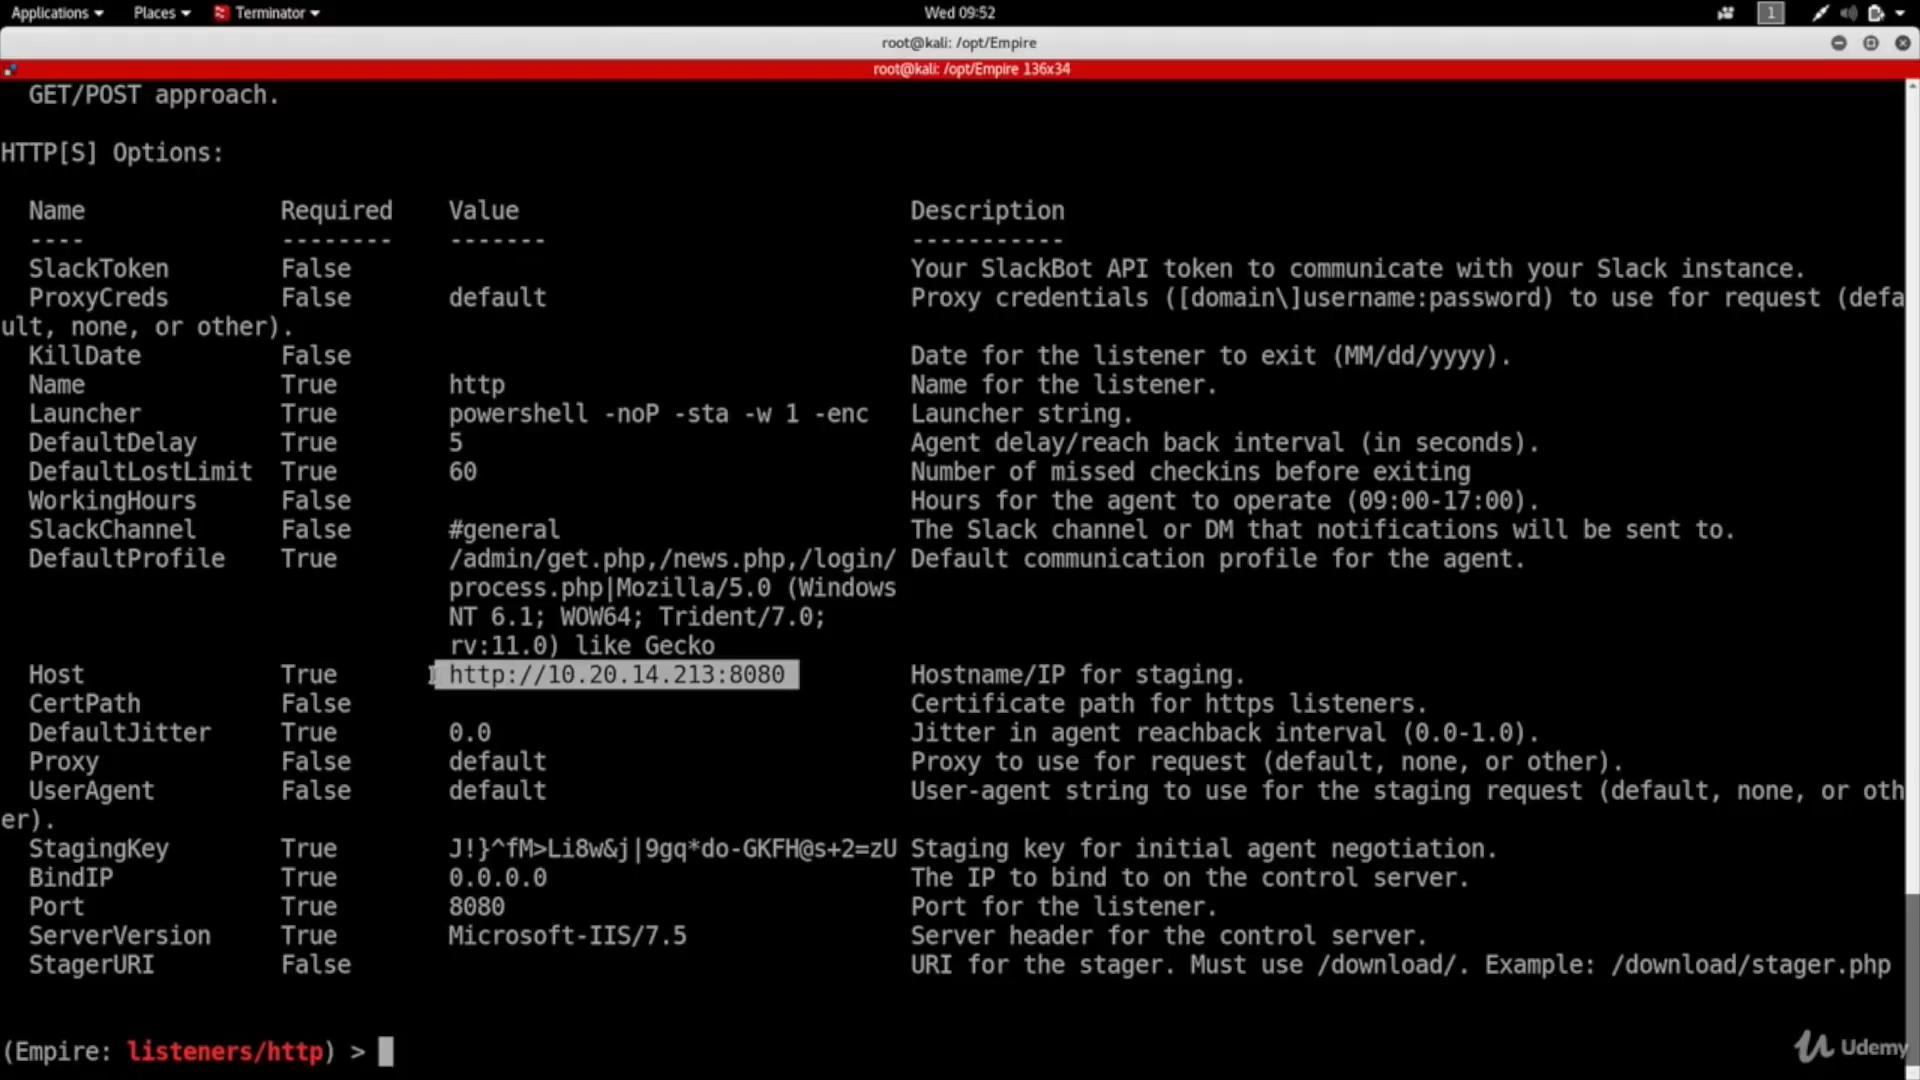 Applications Places Terminator Wed 09:52 1
root@kali: /opt/Empire
root@kali: /opt/Empire 136x34
GET/POST approach.
HTTP[S] Options:
Name Required Value Description
---- -------- ------- -----------
SlackToken False Your SlackBot API token to communicate with your Slack instance.
ProxyCreds False default Proxy credentials ([domain\]username:password) to use for request (defa
ult, none, or other).
KillDate False Date for the listener to exit (MM/dd/yyyy).
Name True http Name for the listener.
Launcher True powershell -noP -sta -w 1 -enc Launcher string.
DefaultDelay True 5 Agent delay/reach back interval (in seconds).
DefaultLostLimit True 60 Number of missed checkins before exiting
WorkingHours False Hours for the agent to operate (09:00-17:00).
SlackChannel False #general The Slack channel or DM that notifications will be sent to.
DefaultProfile True /admin/get.php,/news.php,/login/ Default communication profile for the agent.
process.php|Mozilla/5.0 (Windows
NT 6.1; WOW64; Trident/7.0;
rv:11.0) like Gecko
Host True http://10.20.14.213:8080 Hostname/IP for staging.
CertPath False Certificate path for https listeners.
DefaultJitter True 0.0 Jitter in agent reachback interval (0.0-1.0).
Proxy False default Proxy to use for request (default, none, or other).
UserAgent False default User-agent string to use for the staging request (default, none, or oth
er).
StagingKey True J!}^fM>Li8w&j|9gq*do-GKFH@s+2=zU Staging key for initial agent negotiation.
BindIP True 0.0.0.0 The IP to bind to on the control server.
Port True 8080 Port for the listener.
ServerVersion True Microsoft-IIS/7.5 Server header for the control server.
StagerURI False URI for the stager. Must use /download/. Example: /download/stager.php
(Empire: listeners/http) >
Udemy